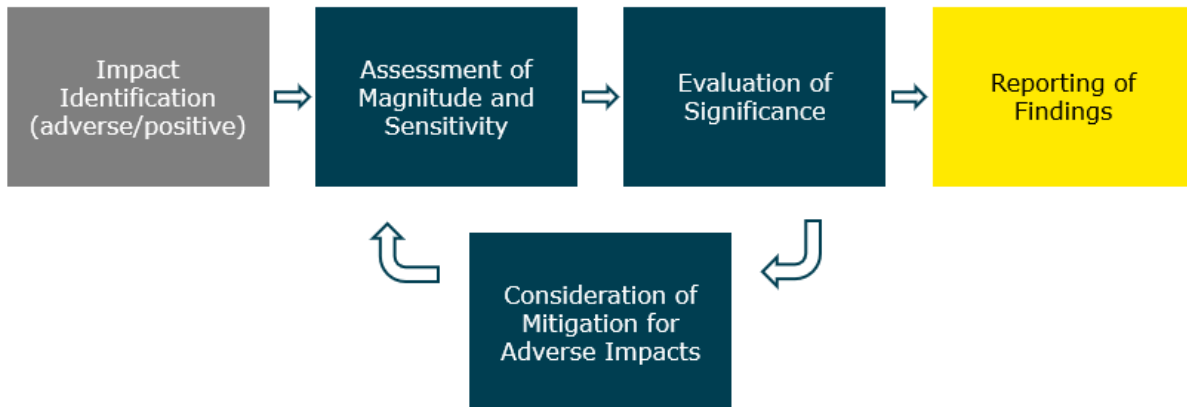 Impact
Identification
(adverse/positive)
Assessment of
Magnitude and
Sensitivity
Evaluation of
Significance
Reporting of
Findings
Consideration of
Mitigation for
Adverse Impacts